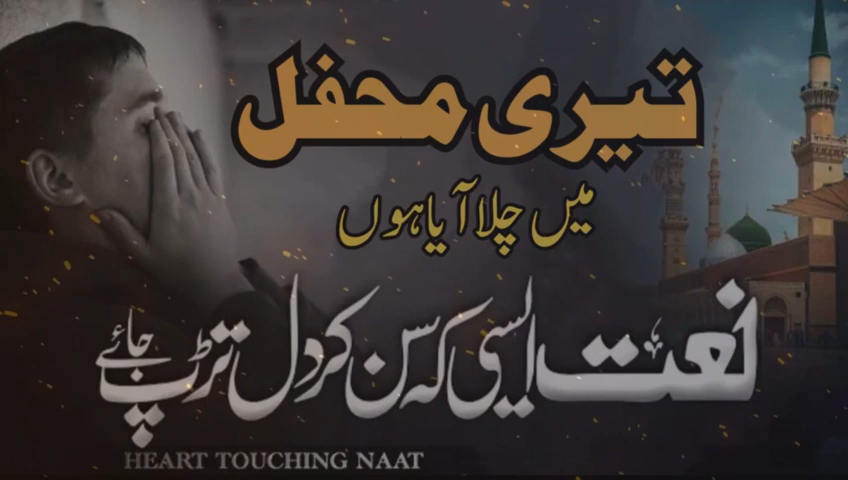 تیری محفل
میں چلا آیا ہوں
نعت ایسی کہ سن کر دل تڑپ جائے
HEART TOUCHING NAAT